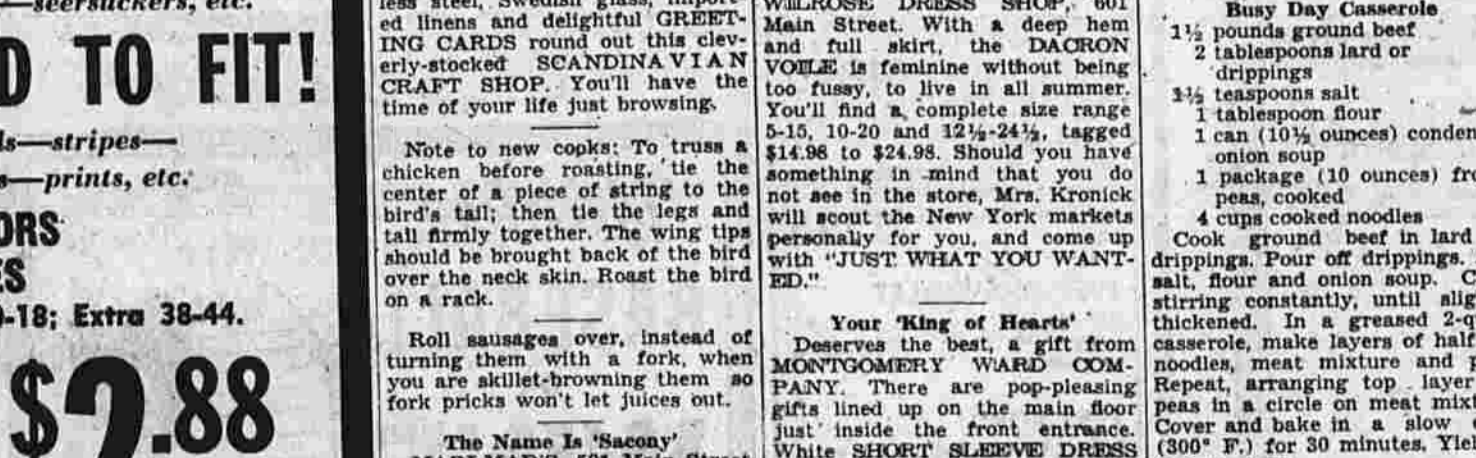 —seersuckers, etc.
D TO FIT!
ls—stripes—
s—prints, etc.
ORS
ES
-18; Extra 38-44.
$2.88
less steel, Swedish glass, import-
ed linens and delightful GREET-
ING CARDS round out this clev-
erly-stocked SCANDINAVIAN
CRAFT SHOP. You'll have the
time of your life just browsing.
Note to new cooks: To truss a
chicken before roasting, tie the
center of a piece of string to the
bird's tail; then tie the legs and
tail firmly together. The wing tips
should be brought back of the bird
over the neck skin. Roast the bird
on a rack.
Roll sausages over, instead of
turning them with a fork, when
you are skillet-browning them so
fork pricks won't let juices out.
The Name Is 'Sacony'
Main Street
WILROSE DRESS SHOP, 601
Main Street. With a deep hem
and full skirt, the DACRON
VOILE is feminine without being
too fussy, to live in all summer.
You'll find a complete size range
5-15, 10-20 and 12½-24½, tagged
$14.98 to $24.98. Should you have
something in mind that you do
not see in the store, Mrs. Kronick
will scout the New York markets
personally for you, and come up
with "JUST WHAT YOU WANT-
ED."
Your 'King of Hearts'
Deserves the best, a gift from
MONTGOMERY WARD COM-
PANY. There are pop-pleasing
gifts lined up on the main floor
just inside the front entrance.
White SHORT SLEEVE DRESS
Busy Day Casserole
1½ pounds ground beef
2 tablespoons lard or
drippings
1½ teaspoons salt
1 tablespoon flour
1 can (10½ ounces) conden
onion soup
1 package (10 ounces) fro
peas, cooked
4 cups cooked noodles
Cook ground beef in lard
drippings. Pour off drippings.
salt, flour and onion soup. C
stirring constantly, until slig
thickened. In a greased 2-q
casserole, make layers of half
noodles, meat mixture and p
Repeat, arranging top layer
peas in a circle on meat mixt
Cover and bake in a slow
(300° F.) for 30 minutes. Yiel